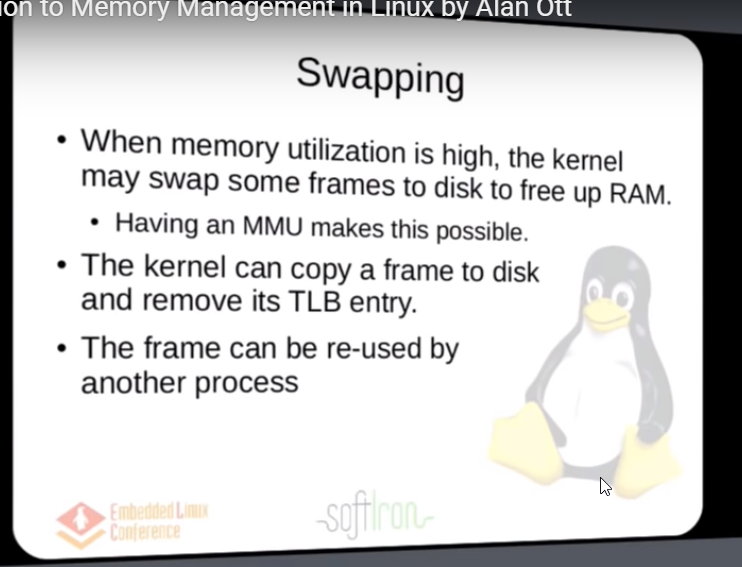 ion to Memory Management in Linux by Alan Ott
Swapping
• When memory utilization is high, the kernel
may swap some frames to disk to free up RAM.
• Having an MMU makes this possible.
• The kernel can copy a frame to disk
and remove its TLB entry.
• The frame can be re-used by
another process
Embedded Linux
Conference
softIron